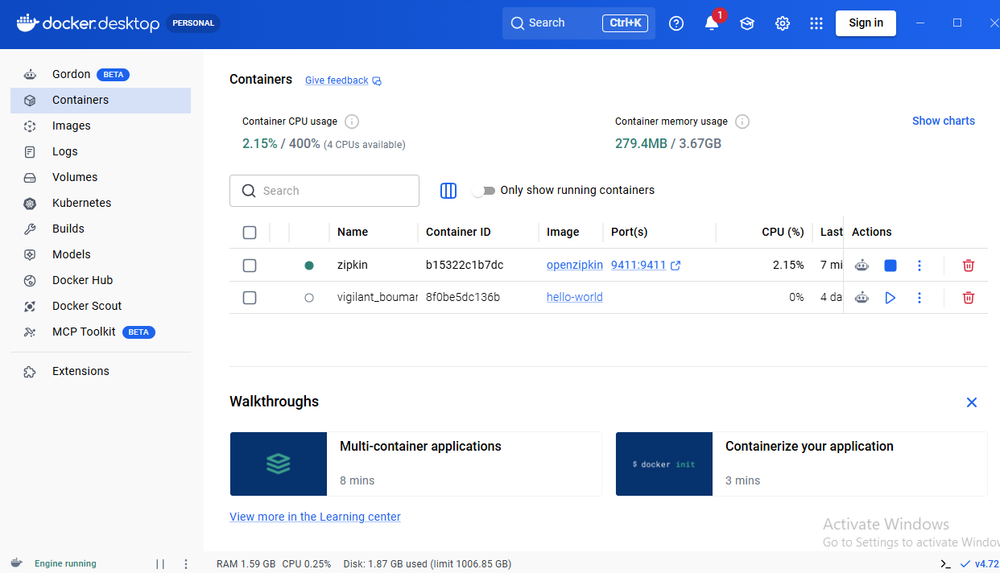 docker.desktop PERSONAL Search Ctrl+K 1 Sign in
Gordon BETA
Containers
Images
Logs
Volumes
Kubernetes
Builds
Models
Docker Hub
Docker Scout
MCP Toolkit BETA
Extensions
Containers Give feedback
Container CPU usage
2.15% / 400% (4 CPUs available)
Container memory usage
279.4MB / 3.67GB
Show charts
Search
Only show running containers
Name Container ID Image Port(s) CPU (%) Last Actions
zipkin b15322c1b7dc openzipkin 9411:9411 2.15% 7 mi
vigilant_boumar 8f0be5dc136b hello-world 0% 4 da
Walkthroughs
Multi-container applications
8 mins
$ docker init
Containerize your application
3 mins
View more in the Learning center
Activate Windows
Go to Settings to activate Window
Engine running RAM 1.59 GB CPU 0.25% Disk: 1.87 GB used (limit 1006.85 GB) v4.72